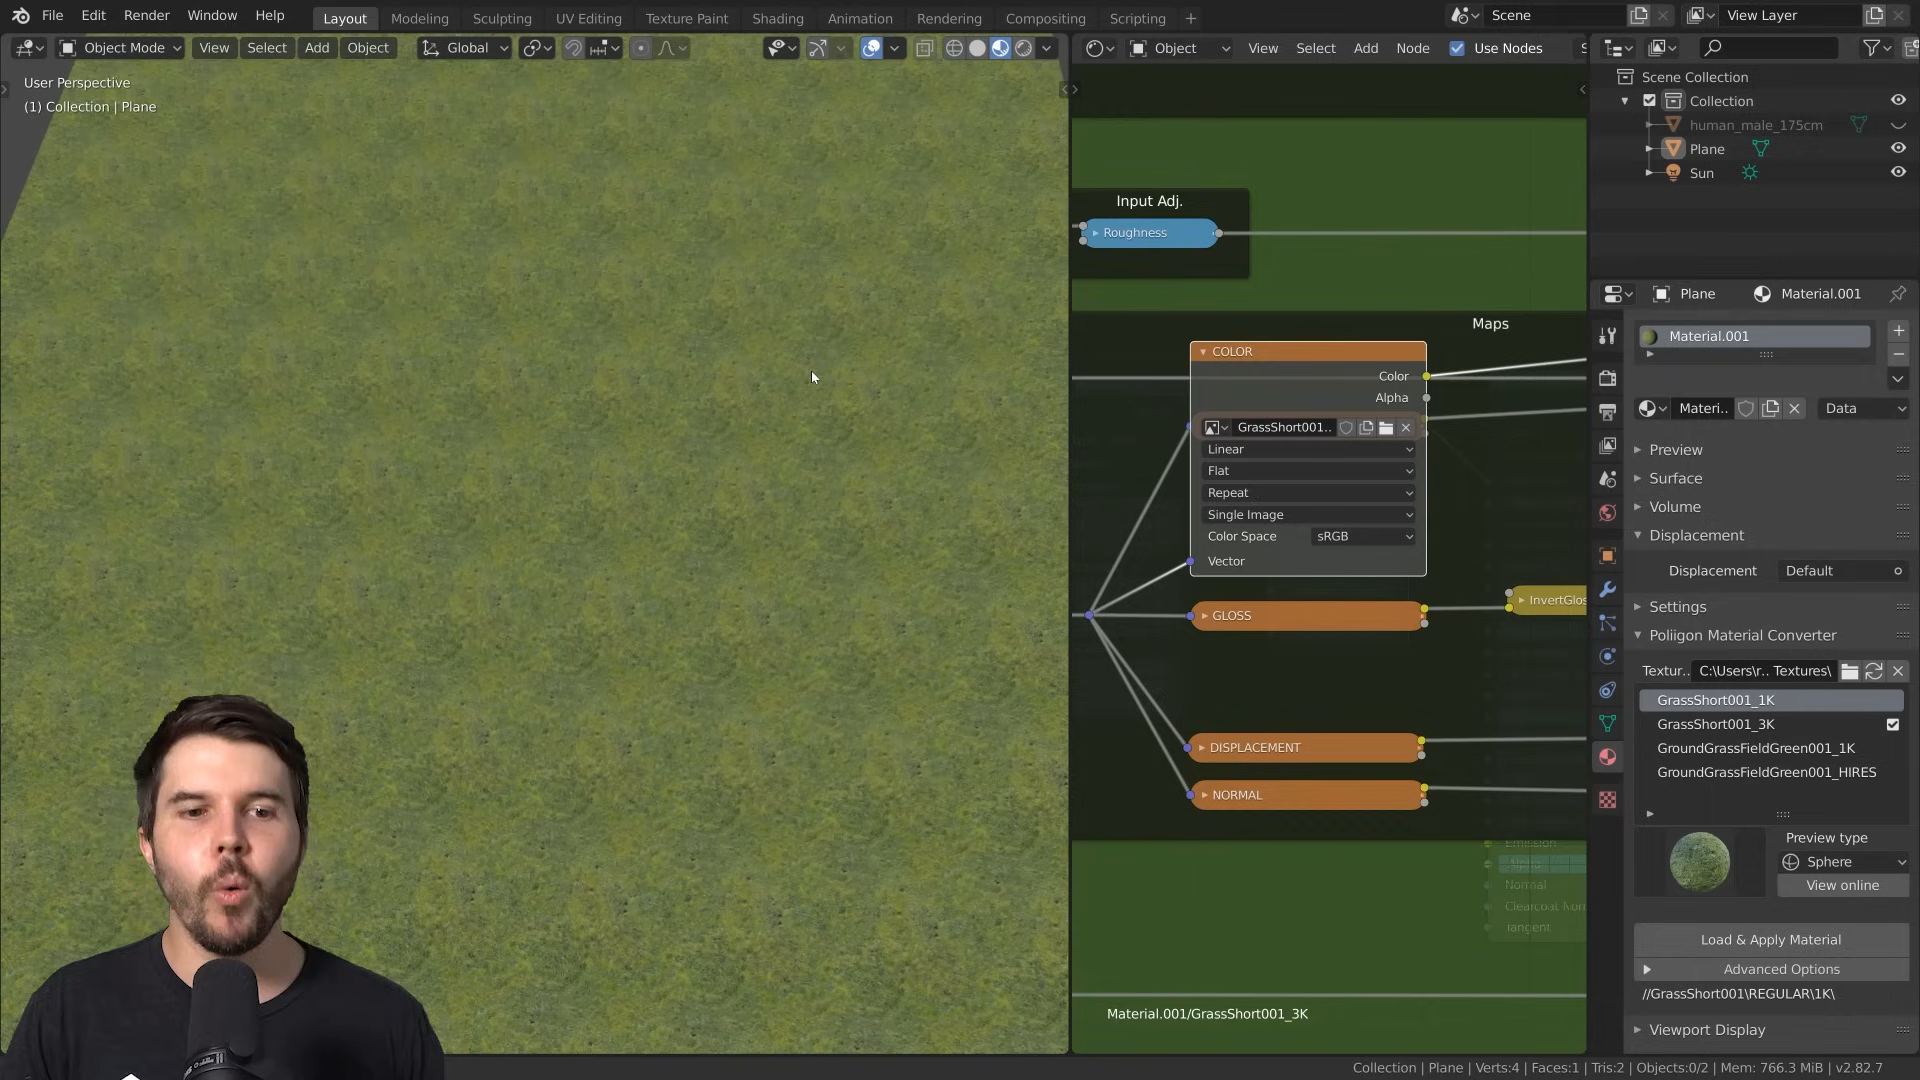 File Edit Render Window Help Layout Modeling Sculpting UV Editing Texture Paint Shading Animation Rendering Compositing Scripting + Scene View Layer
Object Mode View Select Add Object Global
Object View Select Add Node Use Nodes S
User Perspective
(1) Collection | Plane
Input Adj.
Roughness
Maps
COLOR
Color
Alpha
GrassShort001..
Linear
Flat
Repeat
Single Image
Color Space sRGB
Vector
GLOSS
InvertGlos
DISPLACEMENT
NORMAL
Emission
Alpha
Normal
Clearcoat Norm
Tangent
Material.001/GrassShort001_3K
Scene Collection
Collection
human_male_175cm
Plane
Sun
Plane Material.001
Material.001
Materi.. Data
Preview
Surface
Volume
Displacement
Displacement Default
Settings
Poliigon Material Converter
Textur.. C:\Users\r.. Textures\
GrassShort001_1K
GrassShort001_3K
GroundGrassFieldGreen001_1K
GroundGrassFieldGreen001_HIRES
Preview type
Sphere
View online
Load & Apply Material
Advanced Options
//GrassShort001\REGULAR\1K\
Viewport Display
Collection | Plane | Verts:4 | Faces:1 | Tris:2 | Objects:0/2 | Mem: 766.3 MiB | v2.82.7